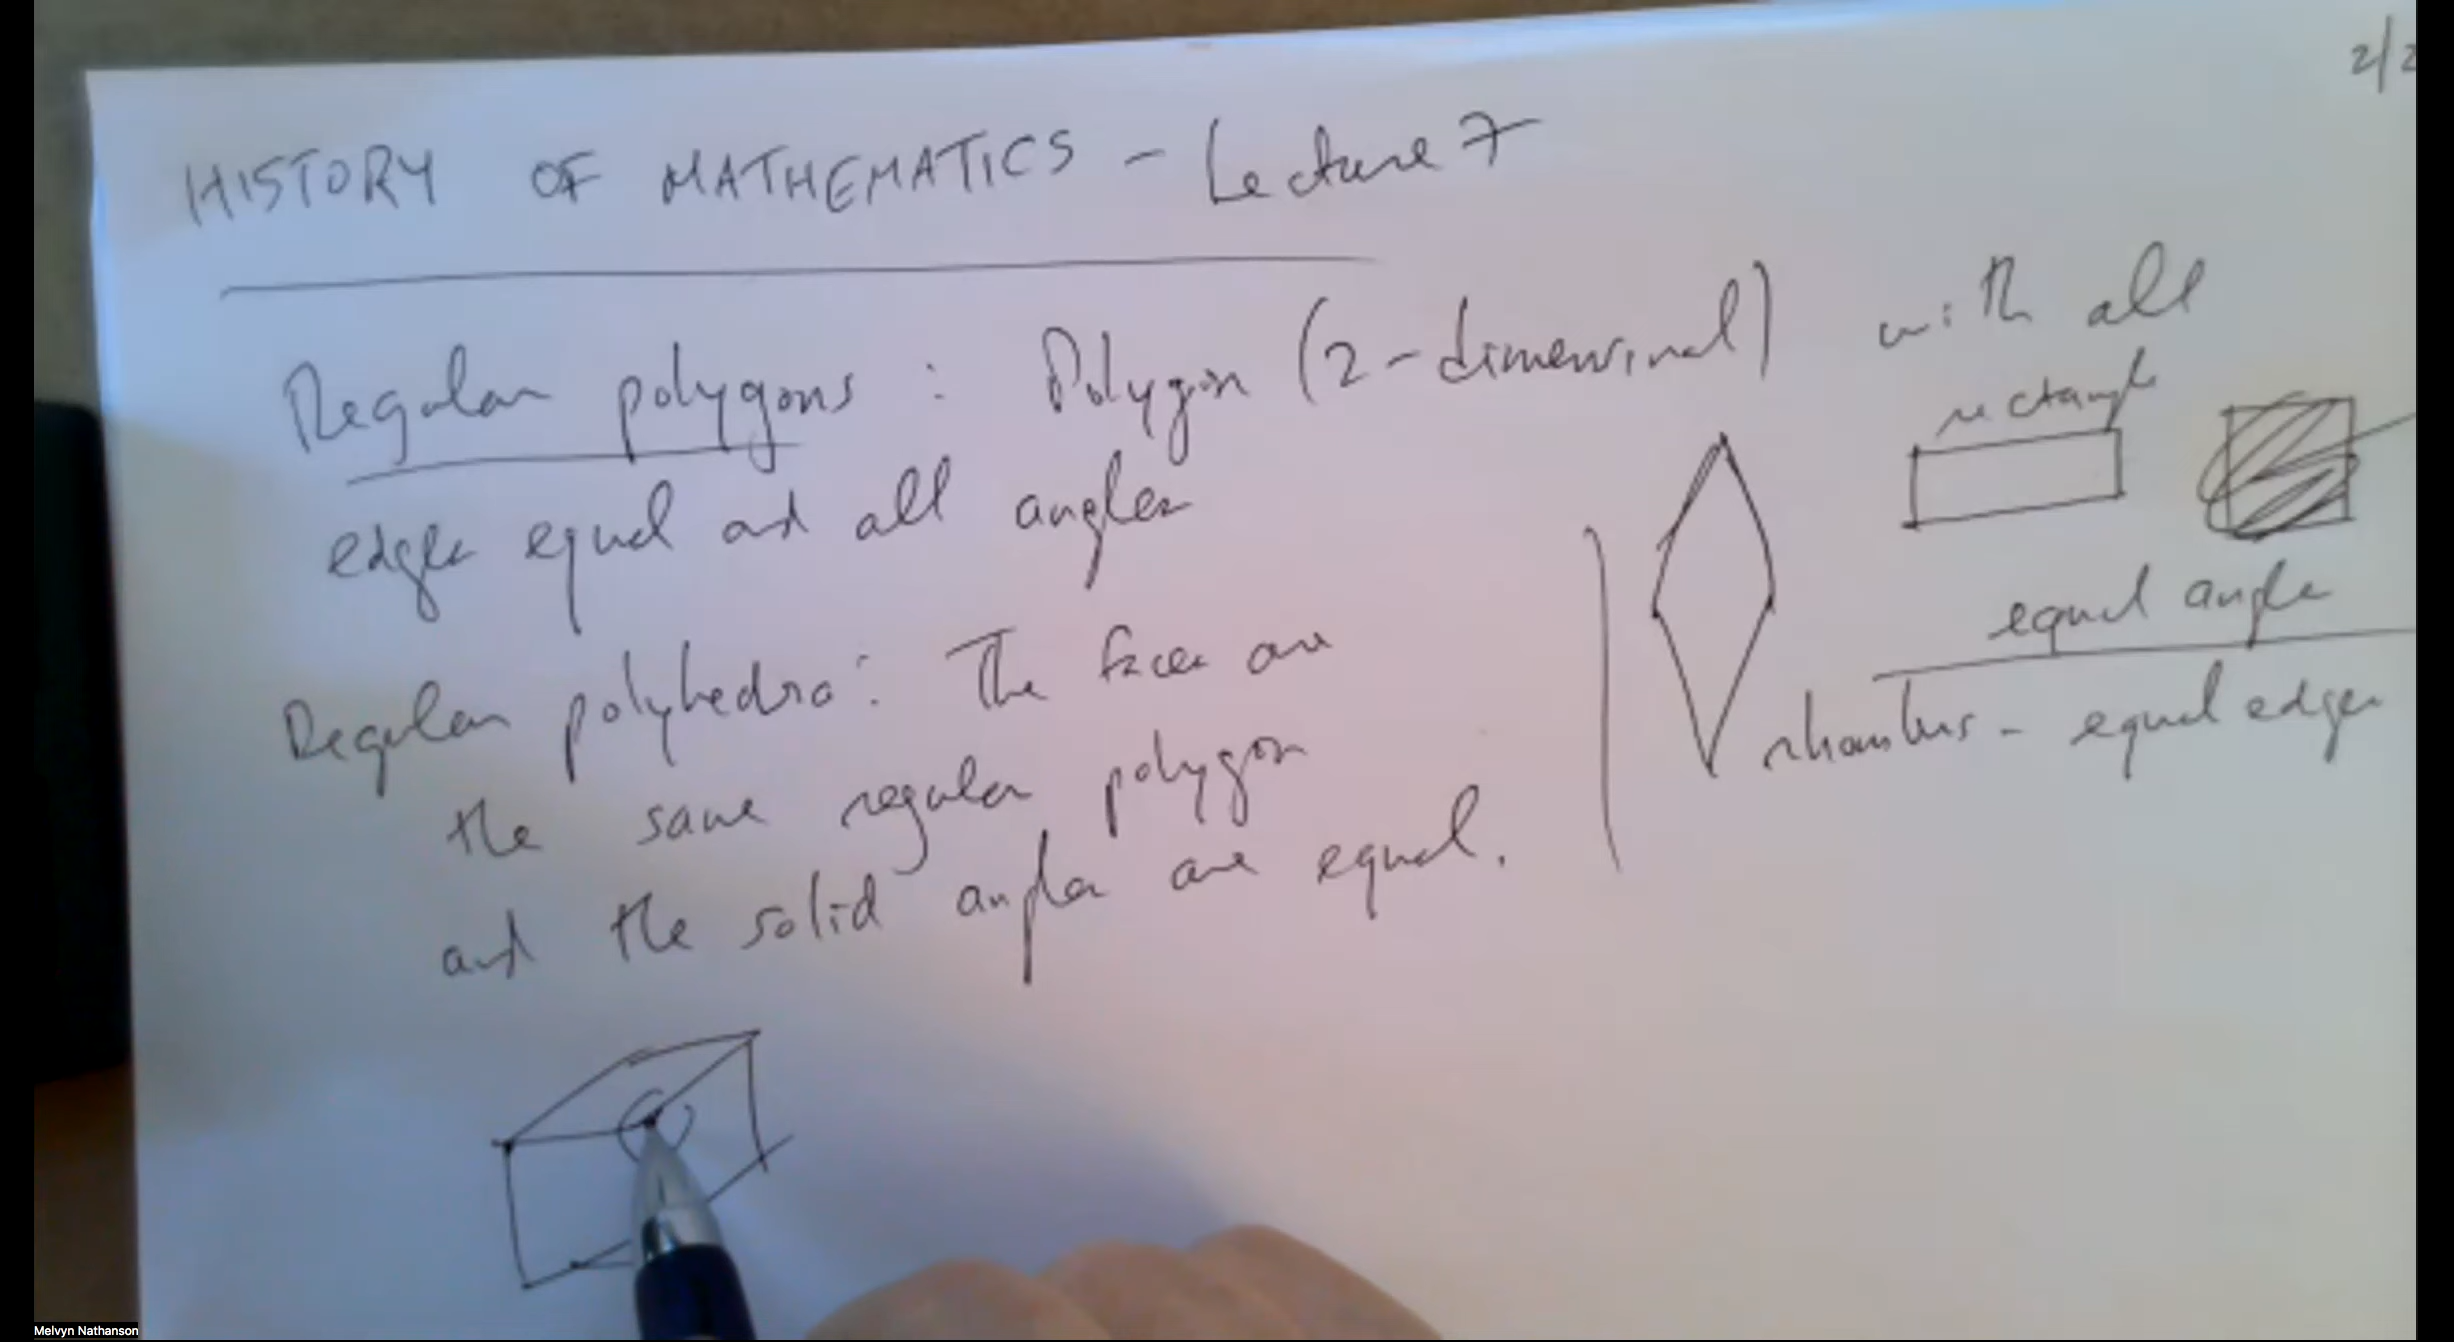 2/2
HISTORY OF MATHEMATICS - Lecture 7
Regular polygons : Polygon (2-dimensional) with all
edges equal and all angles
rectangle
equal angles
rhombus - equal edges
Regular polyhedra: The faces are
the same regular polygon
and the solid angles are equal.
Melvyn Nathanson